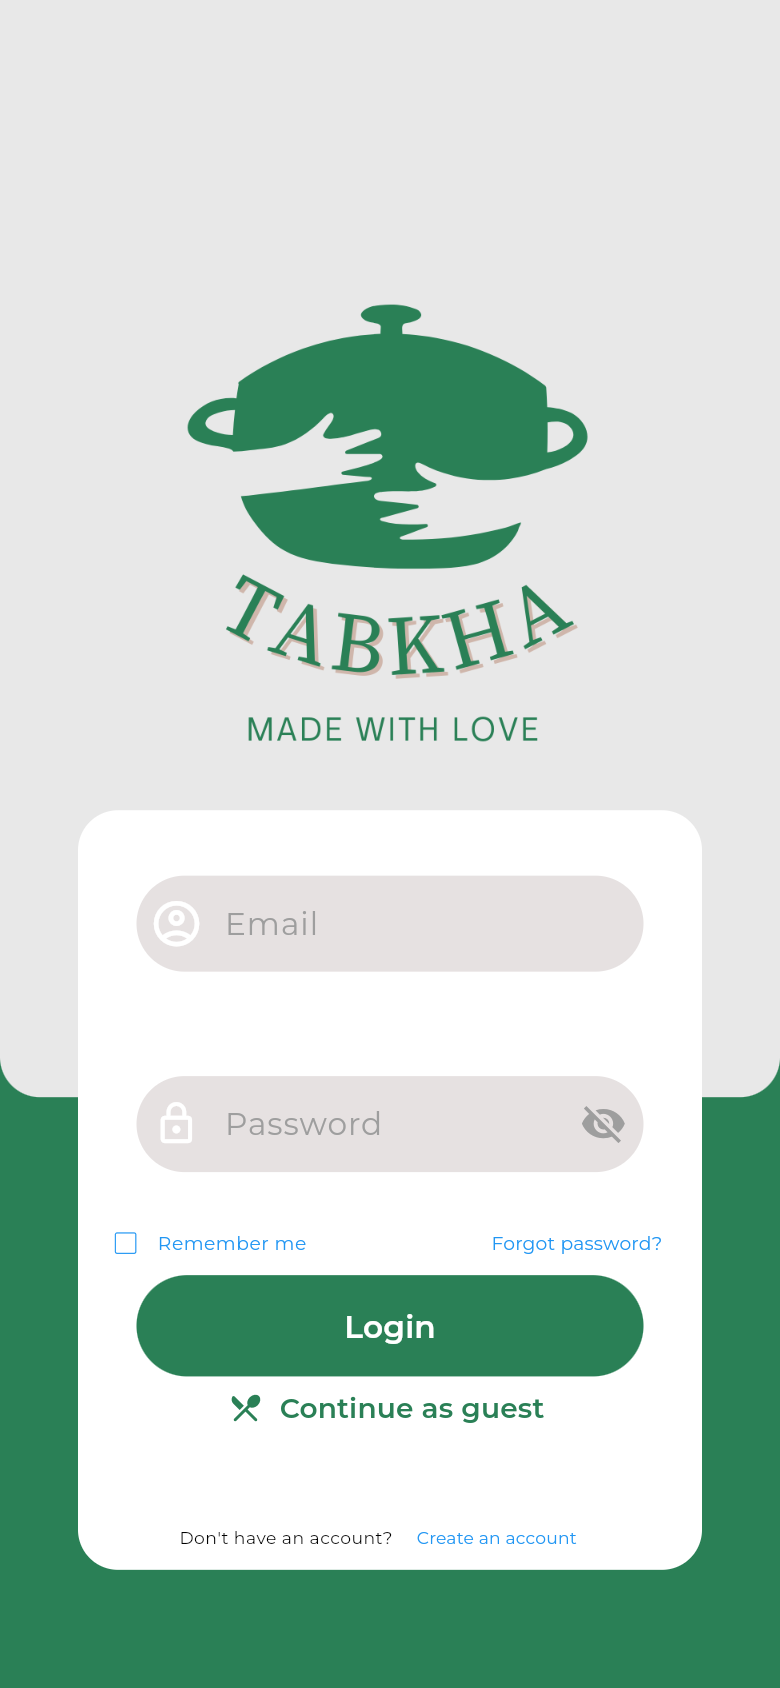 TABKHA
MADE WITH LOVE
Email
Password
Remember me
Forgot password?
Login
Continue as guest
Don't have an account? Create an account